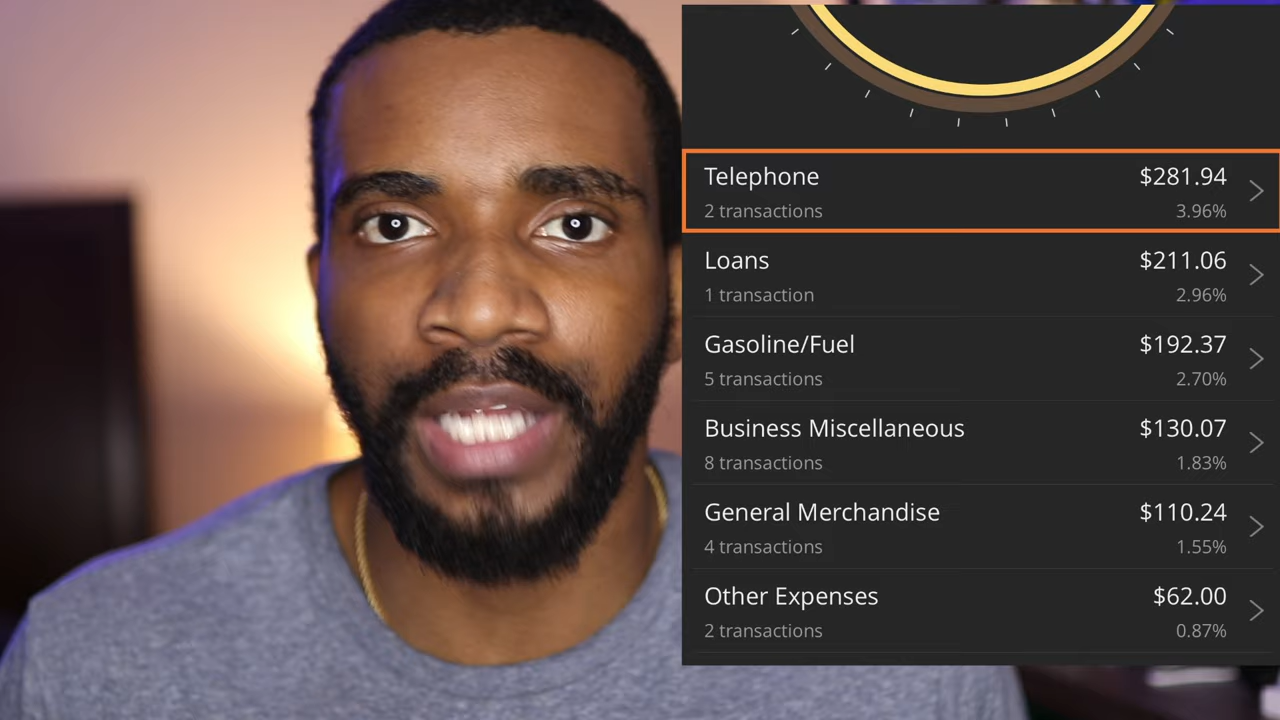 Telephone $281.94
2 transactions 3.96%
Loans $211.06
1 transaction 2.96%
Gasoline/Fuel $192.37
5 transactions 2.70%
Business Miscellaneous $130.07
8 transactions 1.83%
General Merchandise $110.24
4 transactions 1.55%
Other Expenses $62.00
2 transactions 0.87%